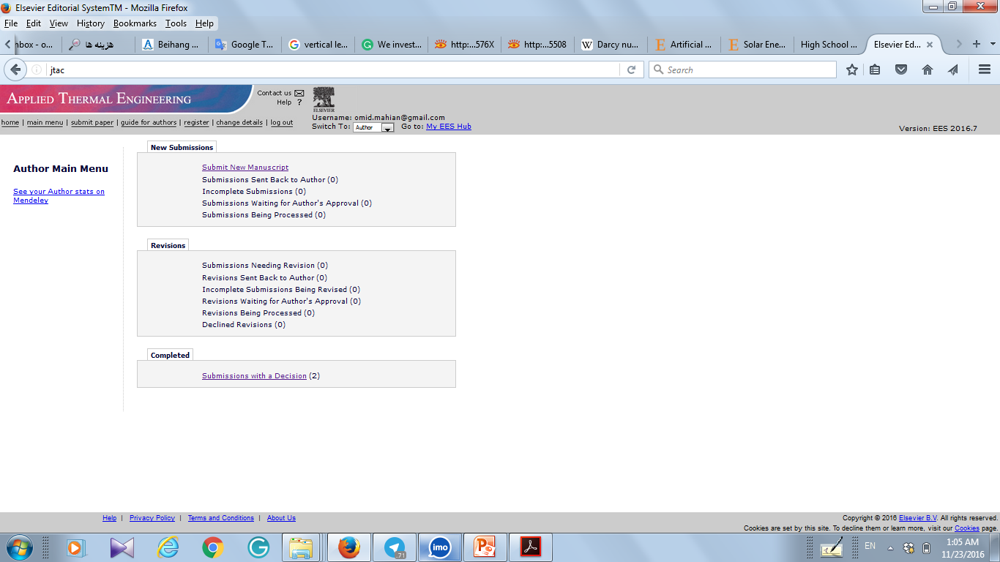 Elsevier Editorial SystemTM - Mozilla Firefox
File Edit View History Bookmarks Tools Help
nbox - o... هزینه ها Beihang ... Google T... vertical le... We invest... http:...576X http:...5508 Darcy nu... Artificial ... Solar Ene... High School ... Elsevier Ed...
jtac
Search
APPLIED THERMAL ENGINEERING
Contact us
Help ?
ELSEVIER
home | main menu | submit paper | guide for authors | register | change details | log out
Username: omid.mahian@gmail.com
Switch To: Author Go to: My EES Hub
Version: EES 2016.7
Author Main Menu
See your Author stats on
Mendeley
New Submissions
Submit New Manuscript
Submissions Sent Back to Author (0)
Incomplete Submissions (0)
Submissions Waiting for Author's Approval (0)
Submissions Being Processed (0)
Revisions
Submissions Needing Revision (0)
Revisions Sent Back to Author (0)
Incomplete Submissions Being Revised (0)
Revisions Waiting for Author's Approval (0)
Revisions Being Processed (0)
Declined Revisions (0)
Completed
Submissions with a Decision (2)
Help | Privacy Policy | Terms and Conditions | About Us
Copyright © 2016 Elsevier B.V. All rights reserved.
Cookies are set by this site. To decline them or learn more, visit our Cookies page.
71
imo
EN
1:05 AM
11/23/2016